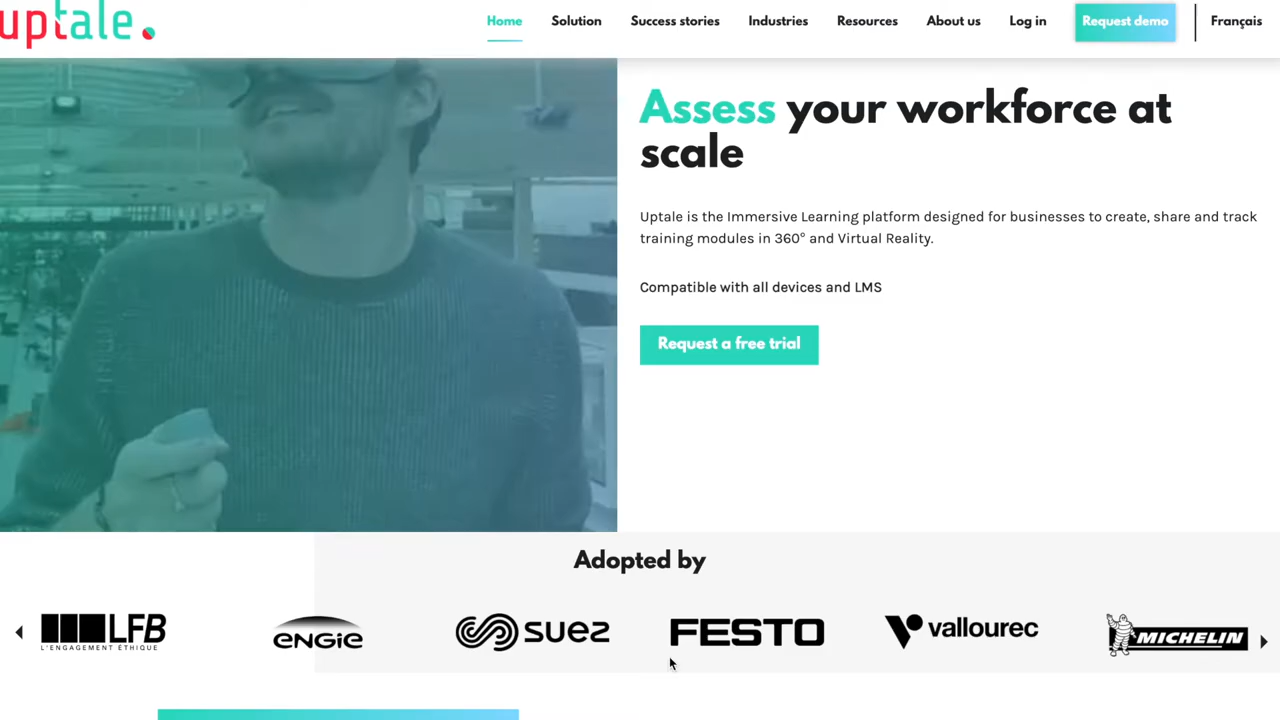 uptale.
Home Solution Success stories Industries Resources About us Log in Request demo Français
Assess your workforce at
scale
Uptale is the Immersive Learning platform designed for businesses to create, share and track
training modules in 360° and Virtual Reality.
Compatible with all devices and LMS
Request a free trial
Adopted by
LFB
L'ENGAGEMENT ÉTHIQUE
ENGIE
suez
FESTO
vallourec
MICHELIN